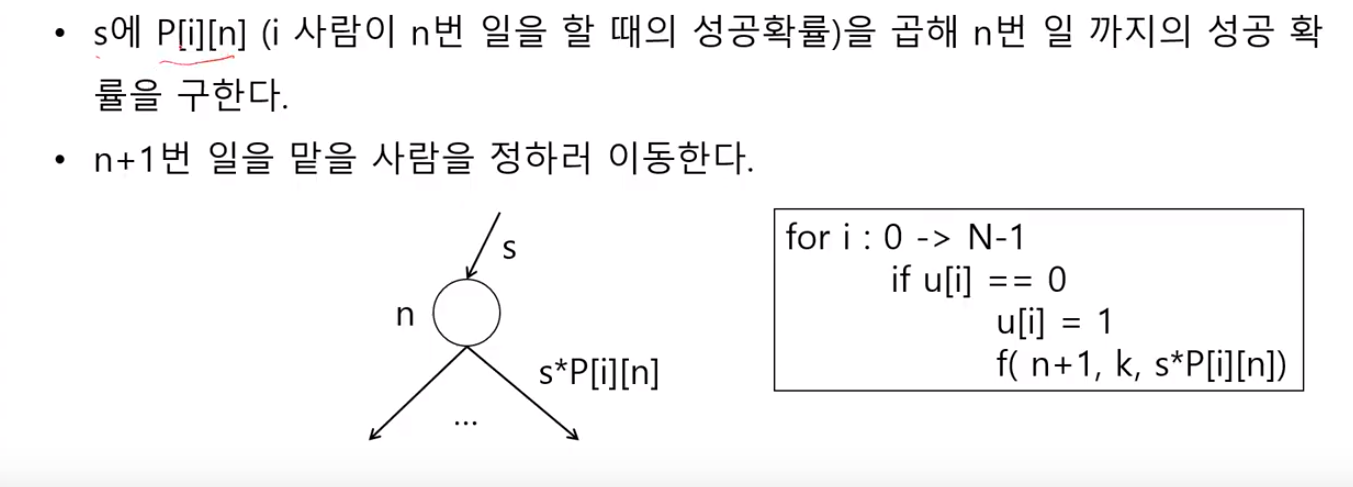 • s에 P[i][n] (i 사람이 n번 일을 할 때의 성공확률)을 곱해 n번 일 까지의 성공 확
률을 구한다.
• n+1번 일을 맡을 사람을 정하러 이동한다.
s
n
s*P[i][n]
...
for i : 0 -> N-1
if u[i] == 0
u[i] = 1
f( n+1, k, s*P[i][n])